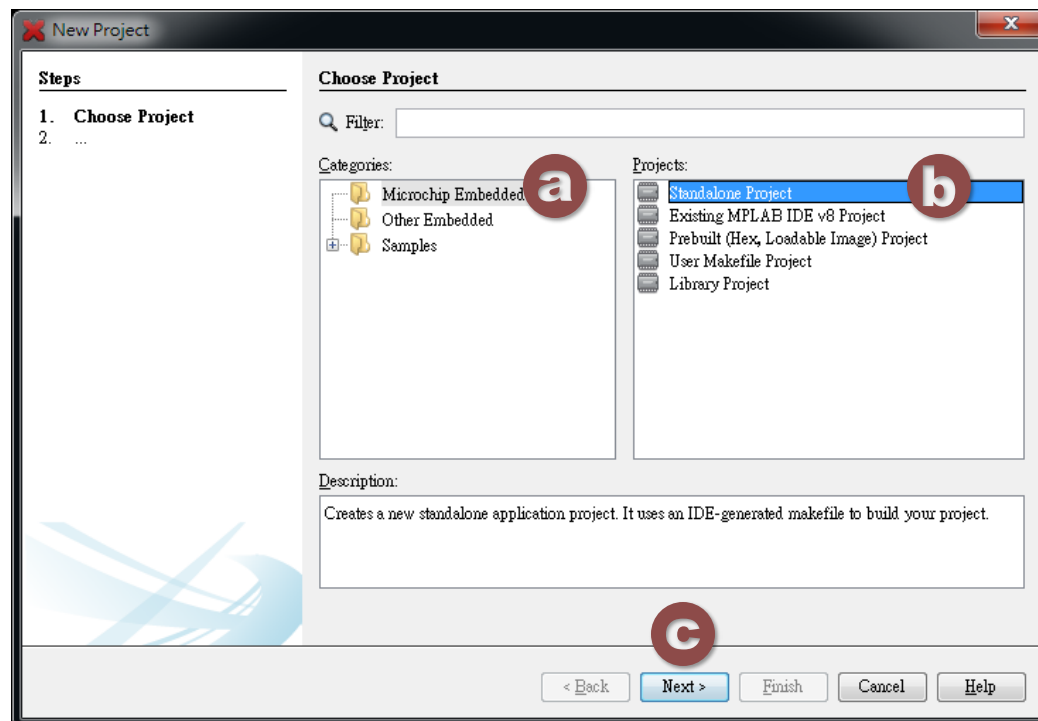 New Project
Steps
1. Choose Project
2. ...
Choose Project
Filter:
Categories:
Microchip Embedded
Other Embedded
Samples
a
Projects:
Standalone Project
Existing MPLAB IDE v8 Project
Prebuilt (Hex, Loadable Image) Project
User Makefile Project
Library Project
b
Description:
Creates a new standalone application project. It uses an IDE-generated makefile to build your project.
c
< Back Next > Finish Cancel Help